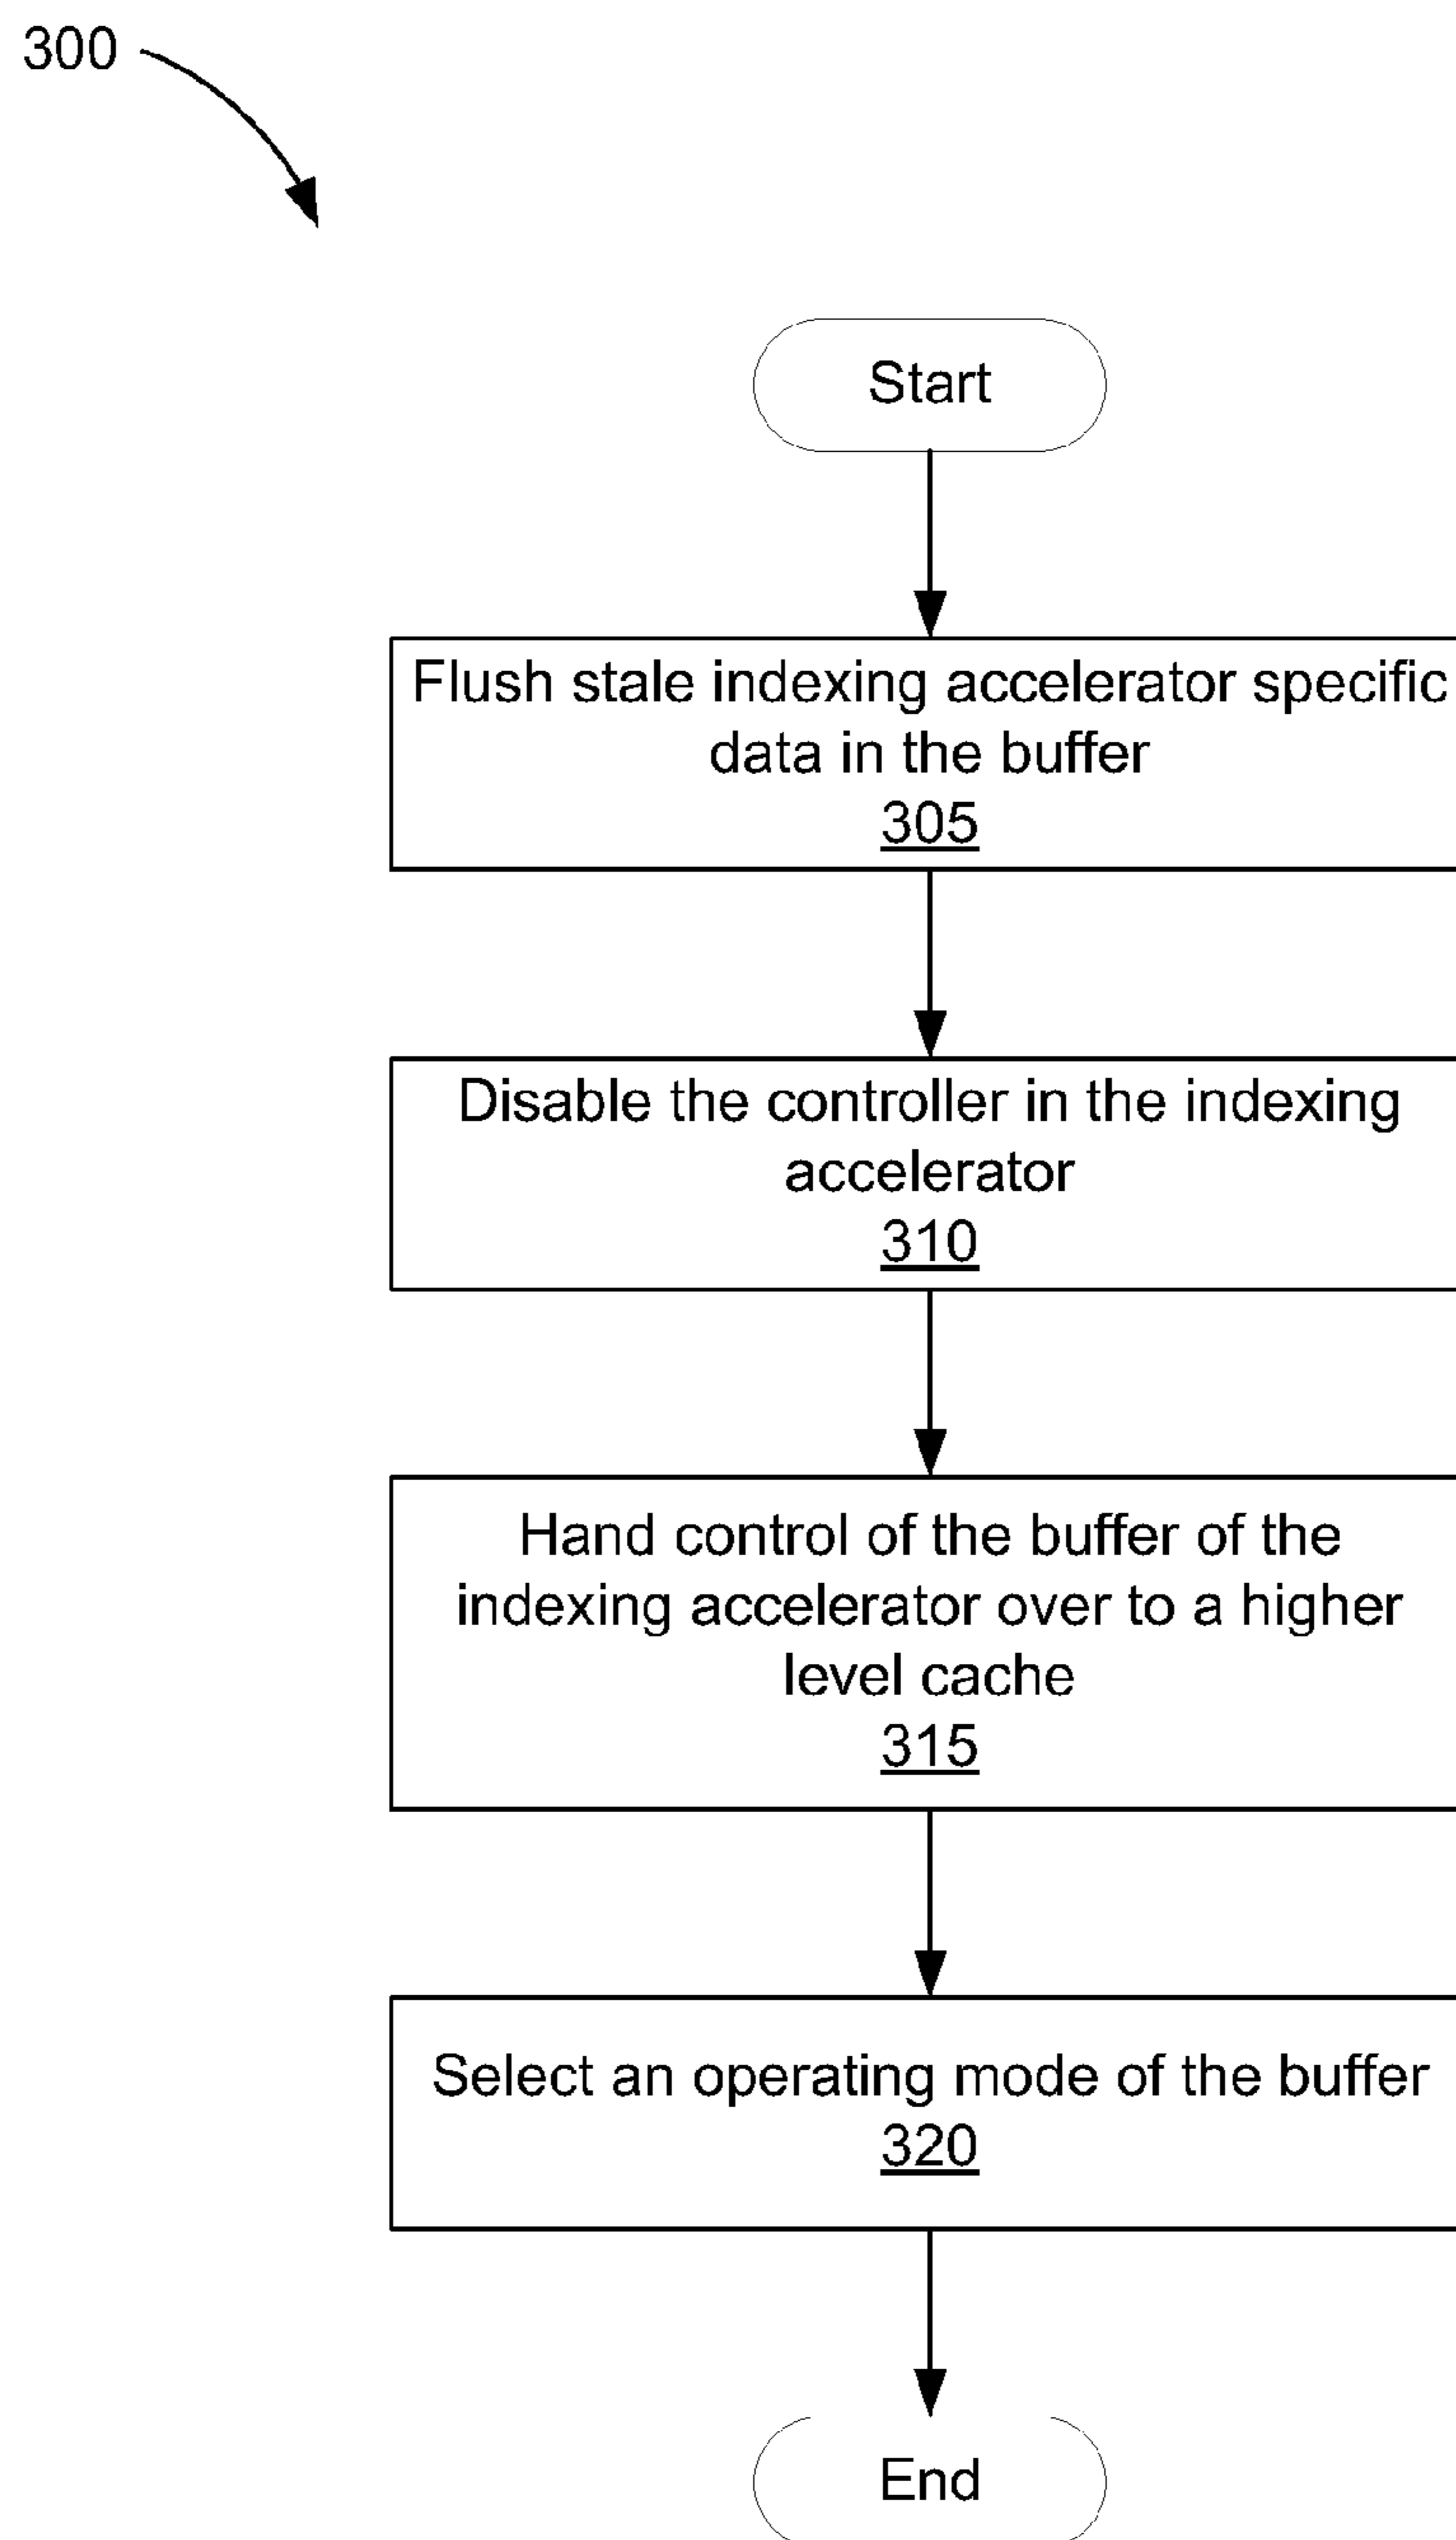 300
Start
Flush stale indexing accelerator specific
data in the buffer
305
Disable the controller in the indexing
accelerator
310
Hand control of the buffer of the
indexing accelerator over to a higher
level cache
315
Select an operating mode of the buffer
320
End